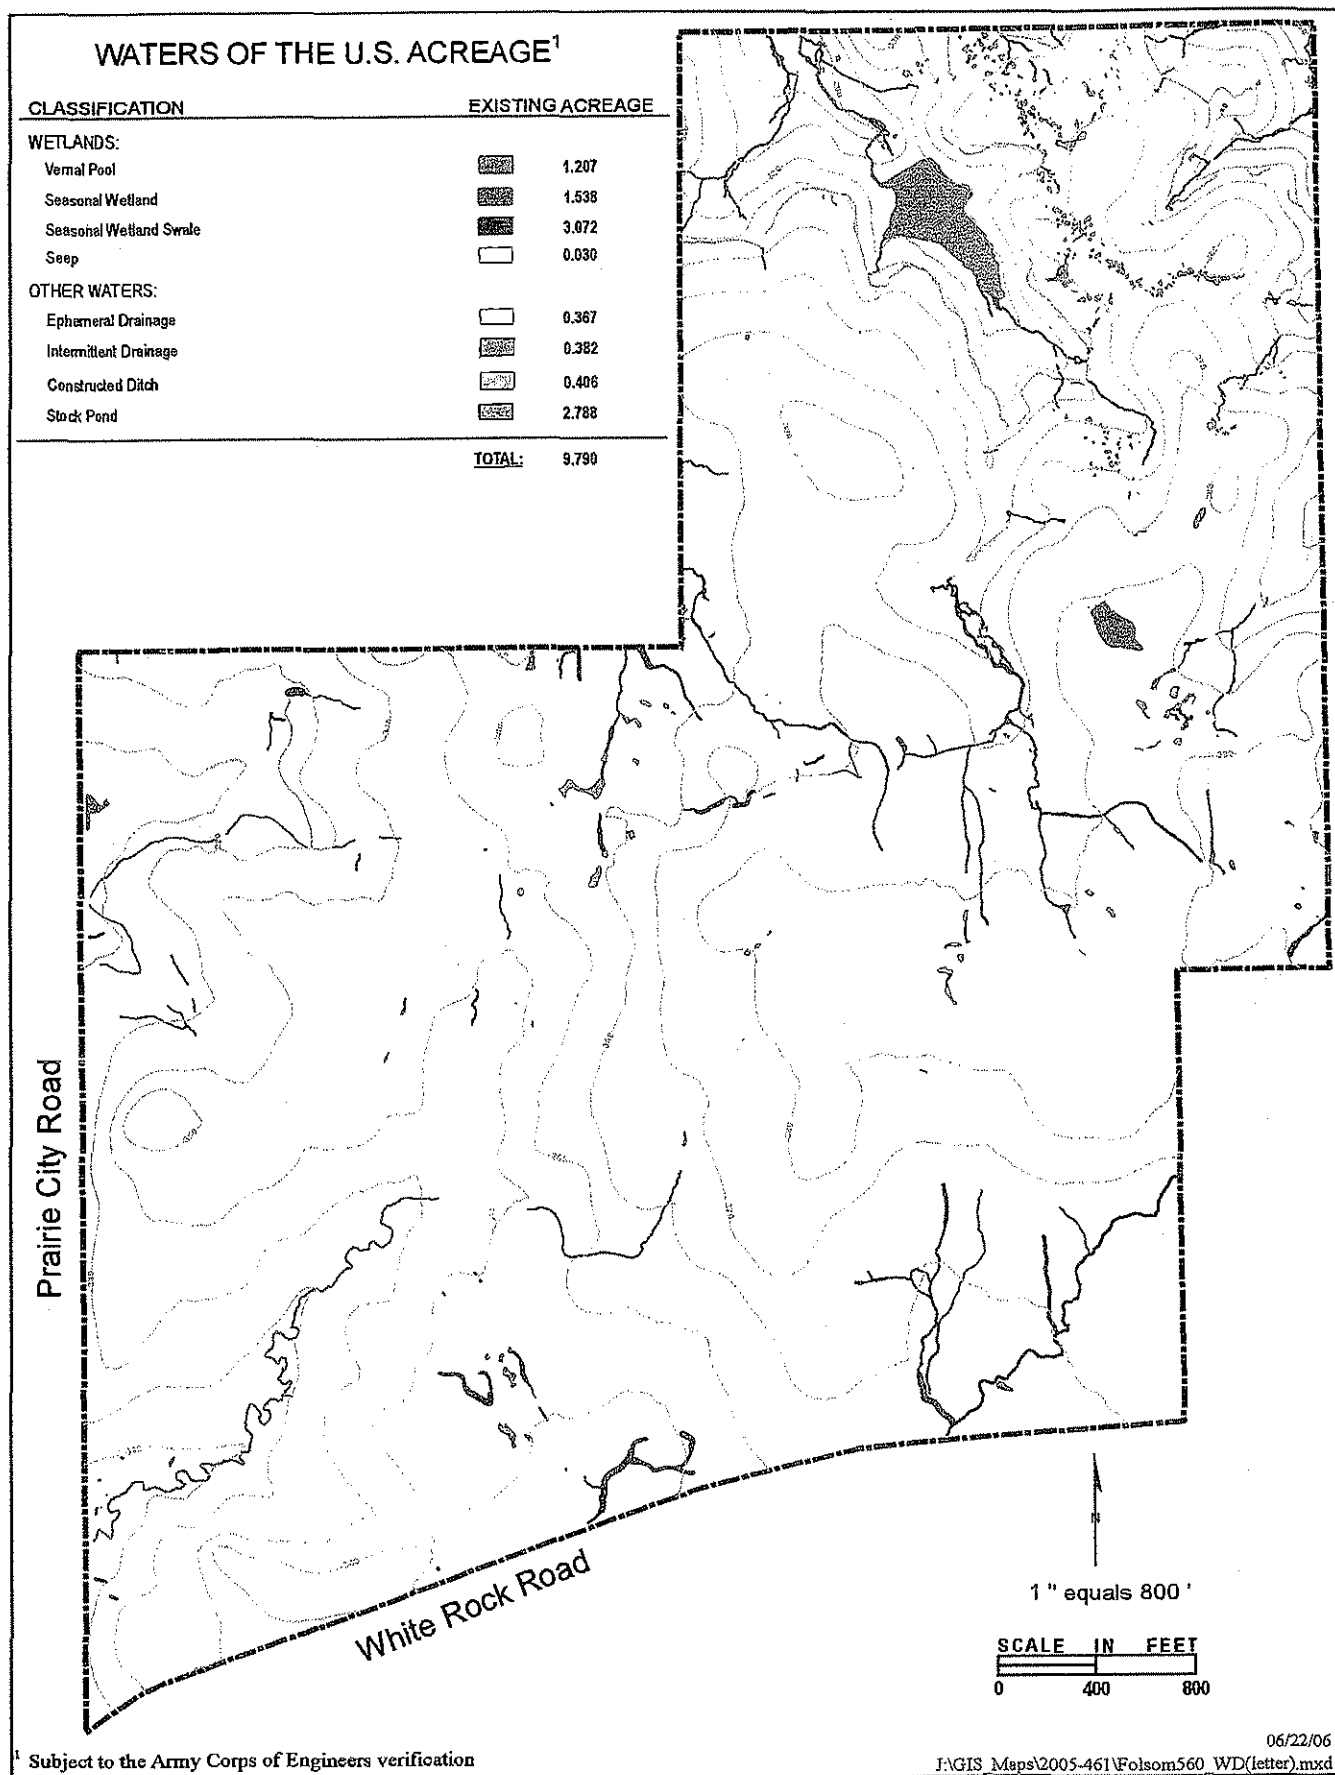 WATERS OF THE U.S. ACREAGE¹
CLASSIFICATION EXISTING ACREAGE
WETLANDS:
Vernal Pool 1.207
Seasonal Wetland 1.538
Seasonal Wetland Swale 3.072
Seep 0.030
OTHER WATERS:
Ephemeral Drainage 0.367
Intermittent Drainage 0.382
Constructed Ditch 0.406
Stock Pond 2.788
TOTAL: 9.790
Prairie City Road
White Rock Road
N
1 " equals 800 '
SCALE IN FEET
0 400 800
06/22/06
¹ Subject to the Army Corps of Engineers verification
J:\GIS_Maps\2005-461\Folsom560_WD(letter).mxd